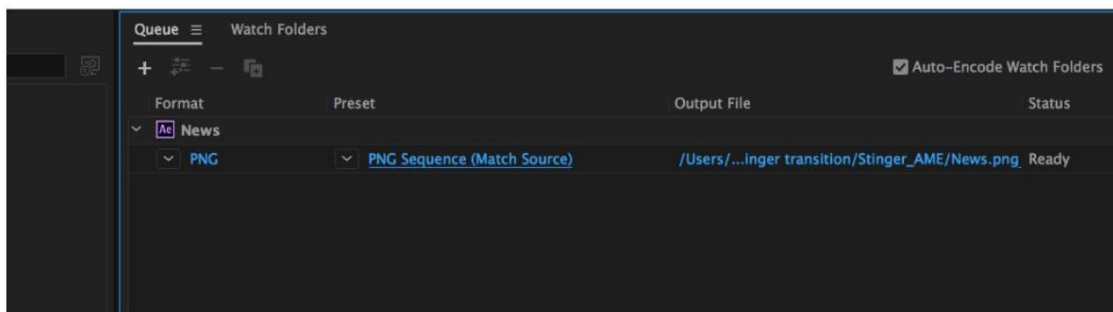 Queue Watch Folders
Auto-Encode Watch Folders
Format Preset Output File Status
Ae News
PNG PNG Sequence (Match Source) /Users/...inger transition/Stinger_AME/News.png Ready